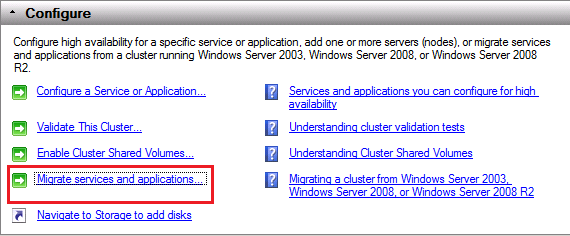 Configure
Configure high availability for a specific service or application, add one or more servers (nodes), or migrate services
and applications from a cluster running Windows Server 2003, Windows Server 2008, or Windows Server 2008
R2.
Configure a Service or Application...
Services and applications you can configure for high
availability
Validate This Cluster...
Understanding cluster validation tests
Enable Cluster Shared Volumes...
Understanding Cluster Shared Volumes
Migrate services and applications...
Migrating a cluster from Windows Server 2003,
Windows Server 2008, or Windows Server 2008 R2
Navigate to Storage to add disks